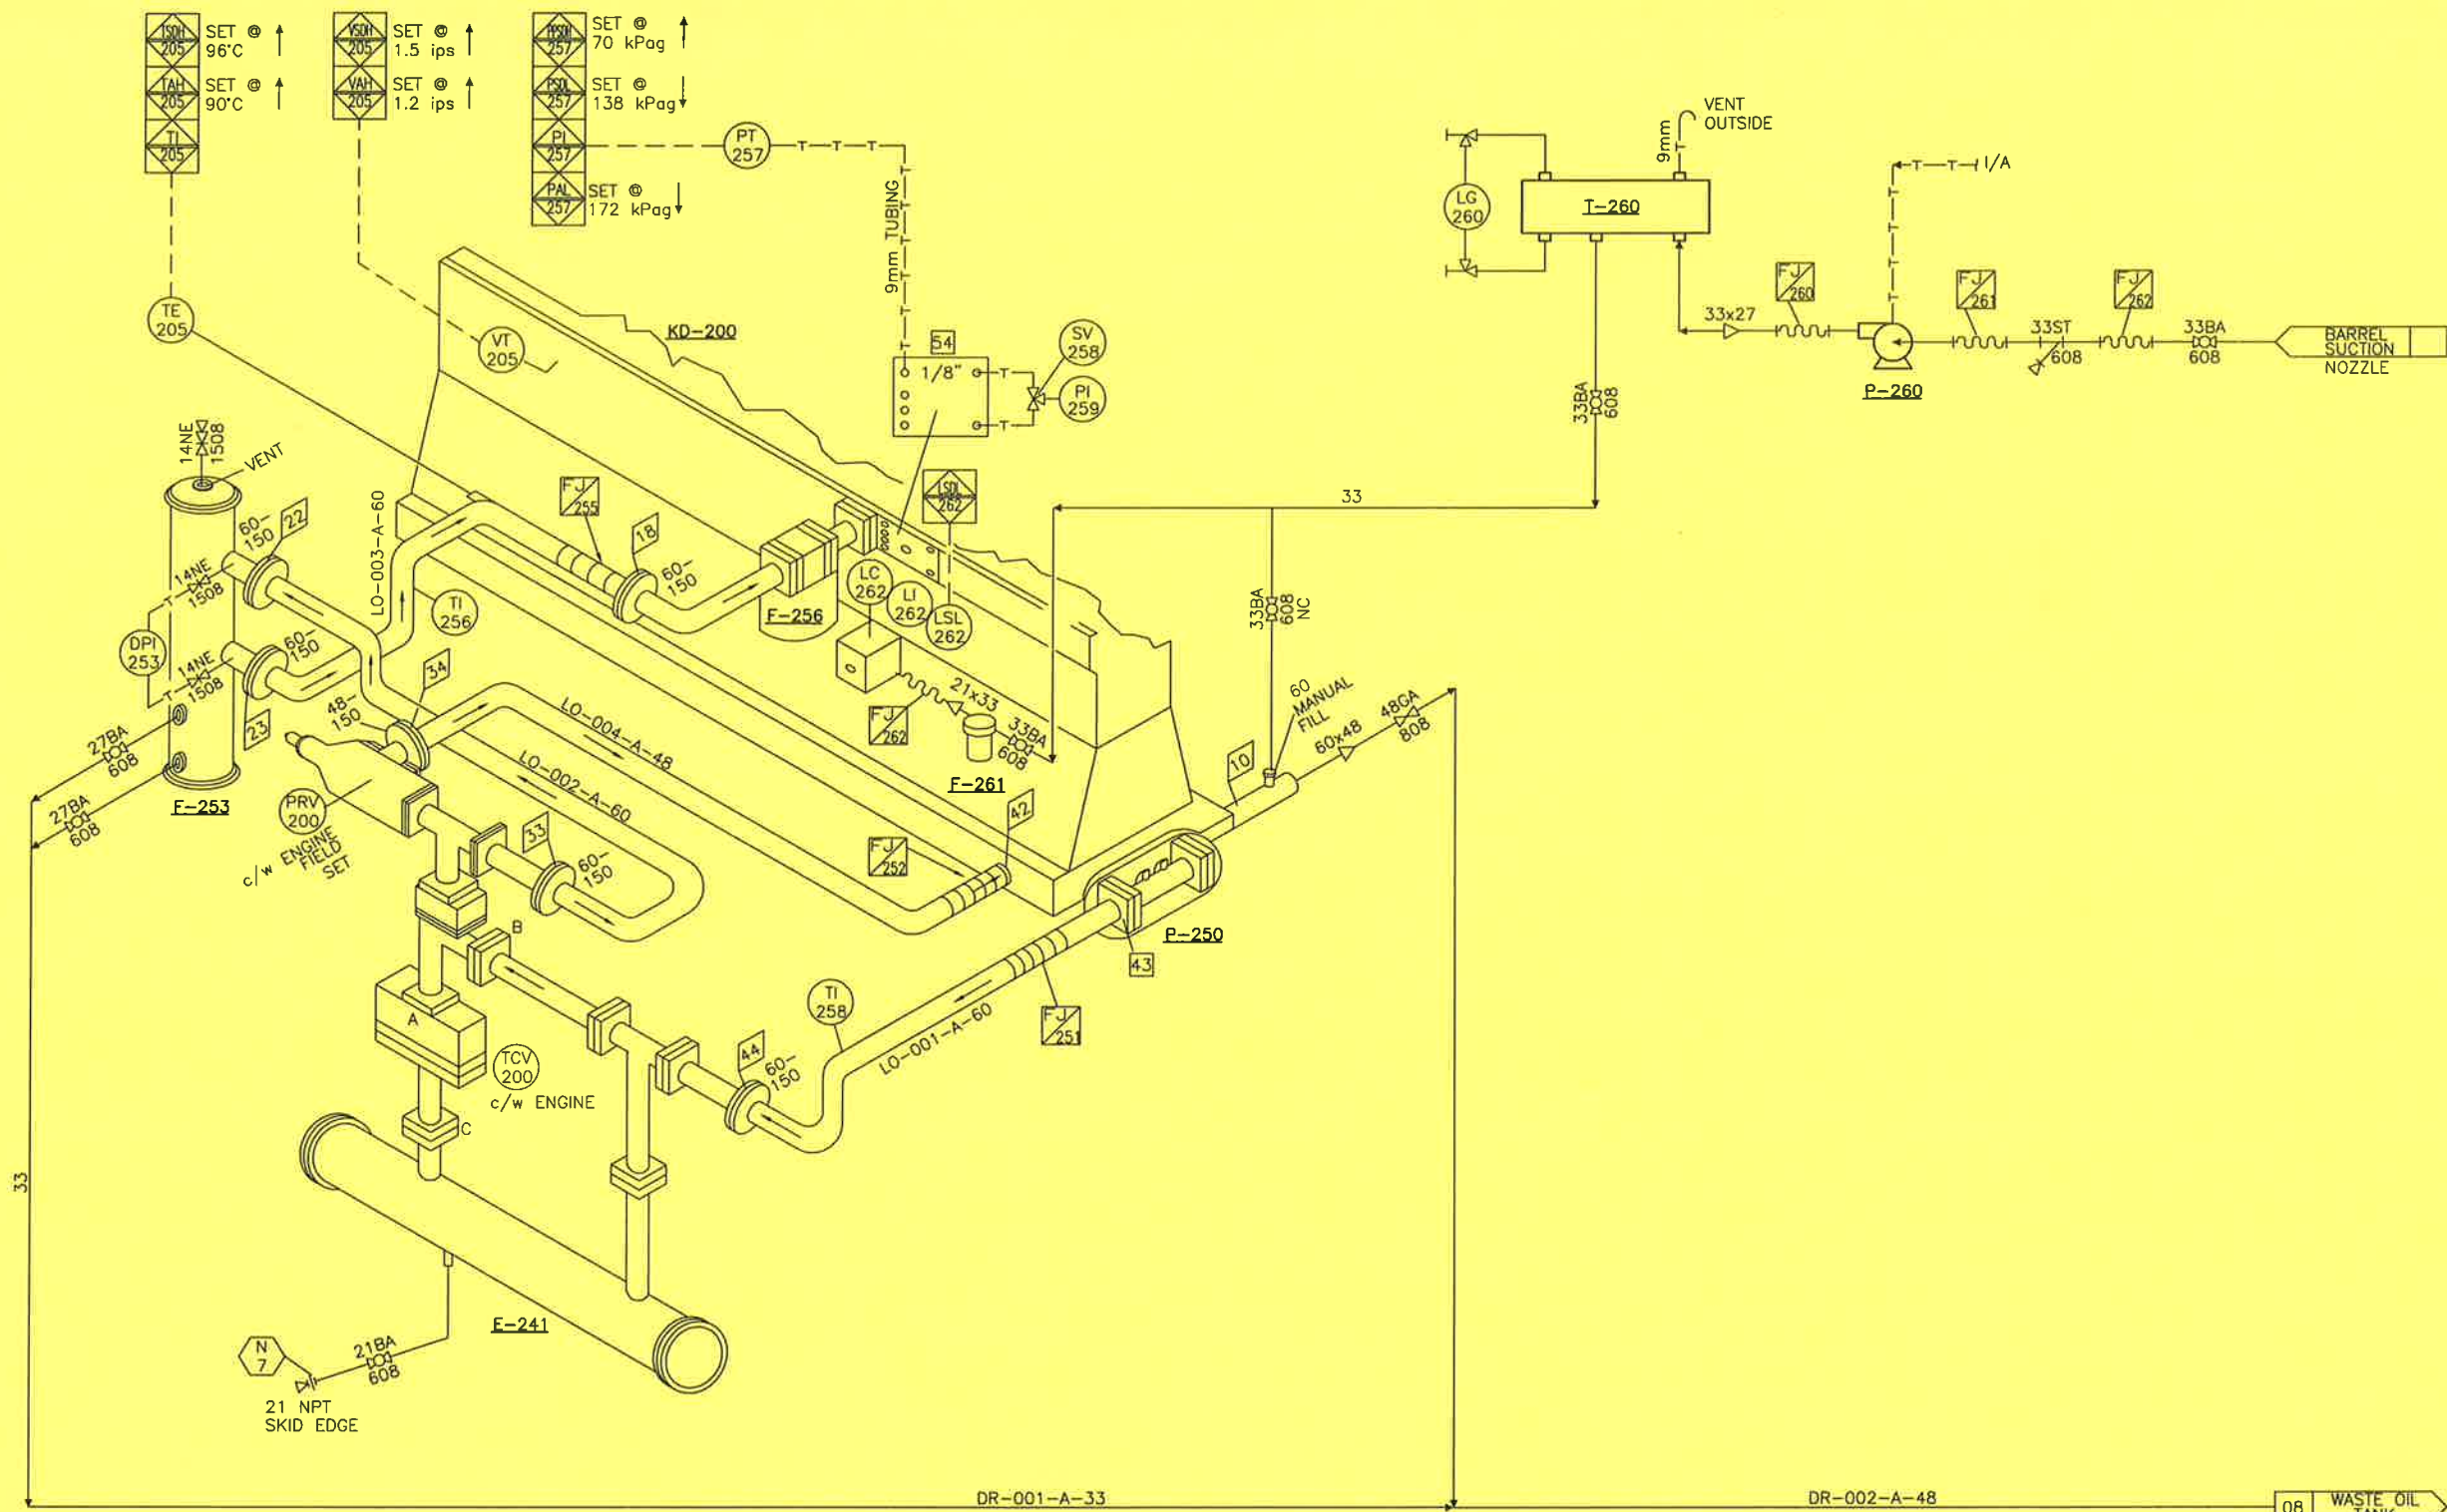 TSDH
205
SET @
96°C
TAH
205
SET @
90°C
TI
205
VSDH
205
SET @
1.5 ips
VAH
205
SET @
1.2 ips
257
SET @
70 kPag
PSDL
257
SET @
138 kPag
PI
257
PAL
257
SET @
172 kPag
PT
257
T T T
9mm TUBING
TE
205
VT
205
KD-200
54
1/8"
T
T
SV
258
PI
259
LG
260
T-260
9mm
VENT
OUTSIDE
T T I/A
33x27
FJ
260
P-260
FJ
261
33ST
608
FJ
262
33BA
608
BARREL
SUCTION
NOZZLE
33BA
608
33
33BA
608
NC
14NE
1508
VENT
60-
150
22
14NE
1508
DPI
253
14NE
1508
60-
150
23
27BA
608
27BA
608
F-253
LO-003-A-60
TI
256
FJ
255
18
60-
150
F-256
LSDL
262
LC
262
LI
262
LSL
262
FJ
262
21x33
33BA
608
F-261
34
48-
150
LO-004-A-48
LO-002-A-60
PRV
200
c/w ENGINE
FIELD
SET
33
60-
150
FJ
252
42
10
60
MANUAL
FILL
60x48
48GA
808
P-250
43
FJ
251
LO-001-A-60
TI
258
44
60-
150
B
A
TCV
200
c/w ENGINE
C
E-241
N
7
21BA
608
21 NPT
SKID EDGE
33
DR-001-A-33
DR-002-A-48
08
WASTE OIL
TANK